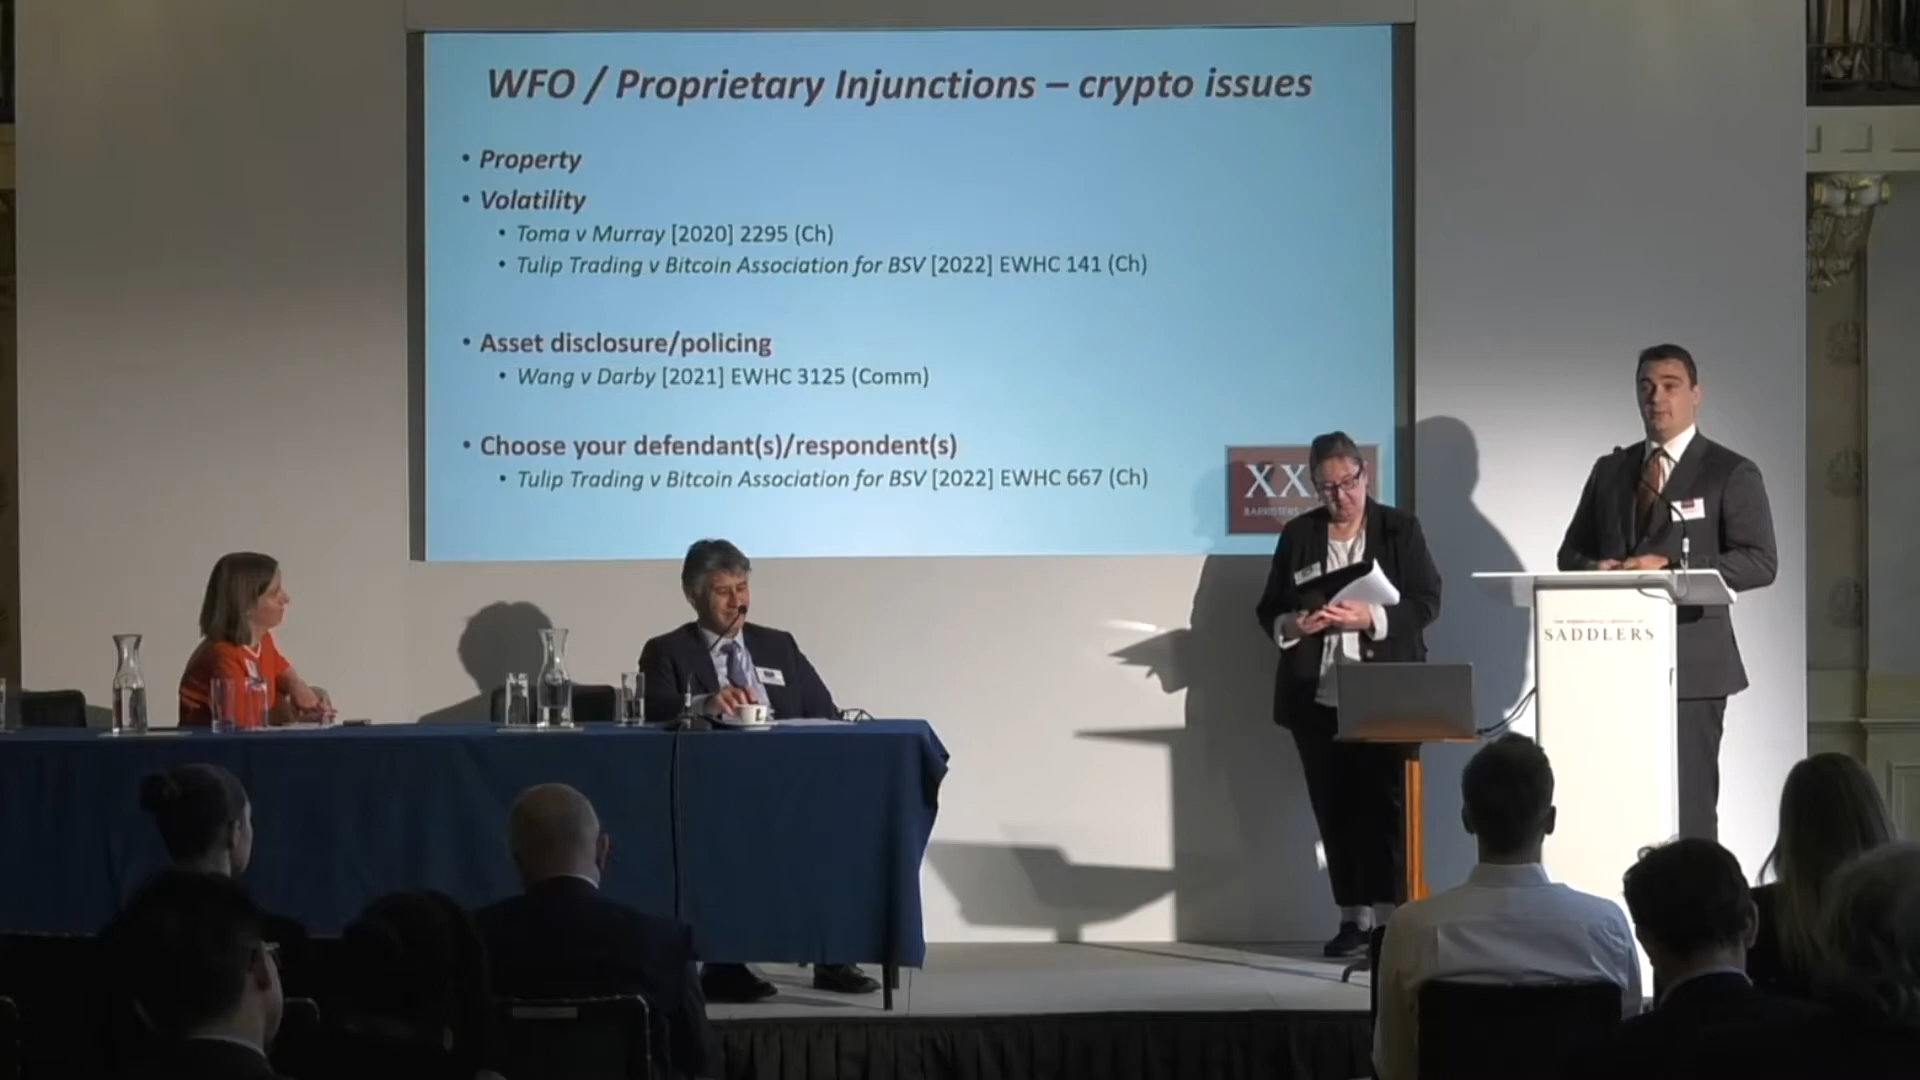 WFO / Proprietary Injunctions – crypto issues
• Property
• Volatility
• Toma v Murray [2020] 2295 (Ch)
• Tulip Trading v Bitcoin Association for BSV [2022] EWHC 141 (Ch)
• Asset disclosure/policing
• Wang v Darby [2021] EWHC 3125 (Comm)
• Choose your defendant(s)/respondent(s)
• Tulip Trading v Bitcoin Association for BSV [2022] EWHC 667 (Ch)
XX
BARRISTERS
SADDLERS